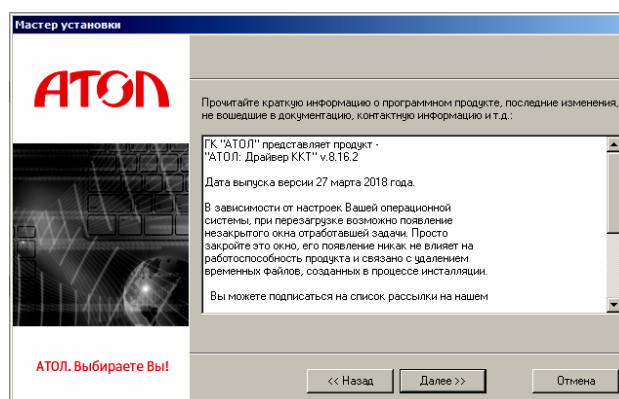 Мастер установки
АТОЛ
Прочитайте краткую информацию о программном продукте, последние изменения,
не вошедшие в документацию, контактную информацию и т.д.:
ГК "АТОЛ" представляет продукт -
"АТОЛ: Драйвер ККТ" v.8.16.2
Дата выпуска версии 27 марта 2018 года.
В зависимости от настроек Вашей операционной
системы, при перезагрузке возможно появление
незакрытого окна отработавшей задачи. Просто
закройте это окно, его появление никак не влияет на
работоспособность продукта и связано с удалением
временных файлов, созданных в процессе инсталляции.
Вы можете подписаться на список рассылки на нашем
АТОЛ. Выбираете Вы!
<< Назад
Далее >>
Отмена